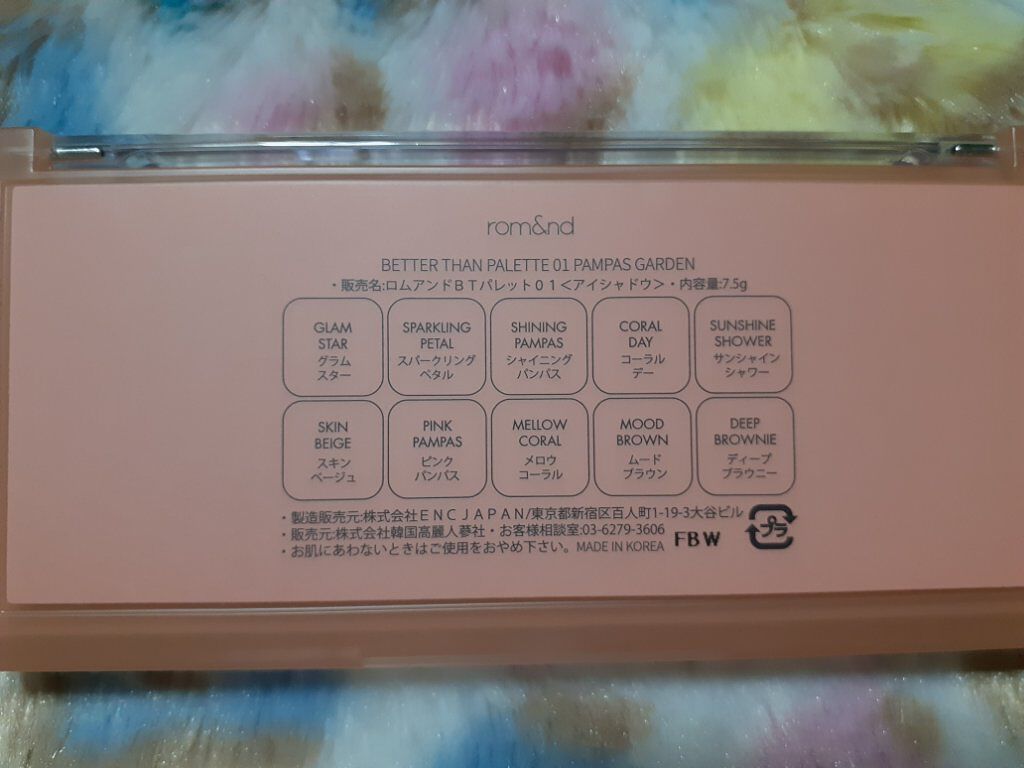 rom&nd
BETTER THAN PALETTE 01 PAMPAS GARDEN
・販売名:ロムアンドBTパレット01<アイシャドウ>・内容量:7.5g
GLAM
STAR
グラム
スター
SPARKLING
PETAL
スパークリング
ペタル
SHINING
PAMPAS
シャイニング
パンパス
CORAL
DAY
コーラル
デー
SUNSHINE
SHOWER
サンシャイン
シャワー
SKIN
BEIGE
スキン
ベージュ
PINK
PAMPAS
ピンク
パンパス
MELLOW
CORAL
メロウ
コーラル
MOOD
BROWN
ムード
ブラウン
DEEP
BROWNIE
ディープ
ブラウニー
・製造販売元:株式会社ENC JAPAN/東京都新宿区百人町1-19-3大谷ビル
・販売元:株式会社韓国高麗人蔘社・お客様相談室:03-6279-3606
・お肌にあわないときはご使用をおやめ下さい。MADE IN KOREA FBW
プラ